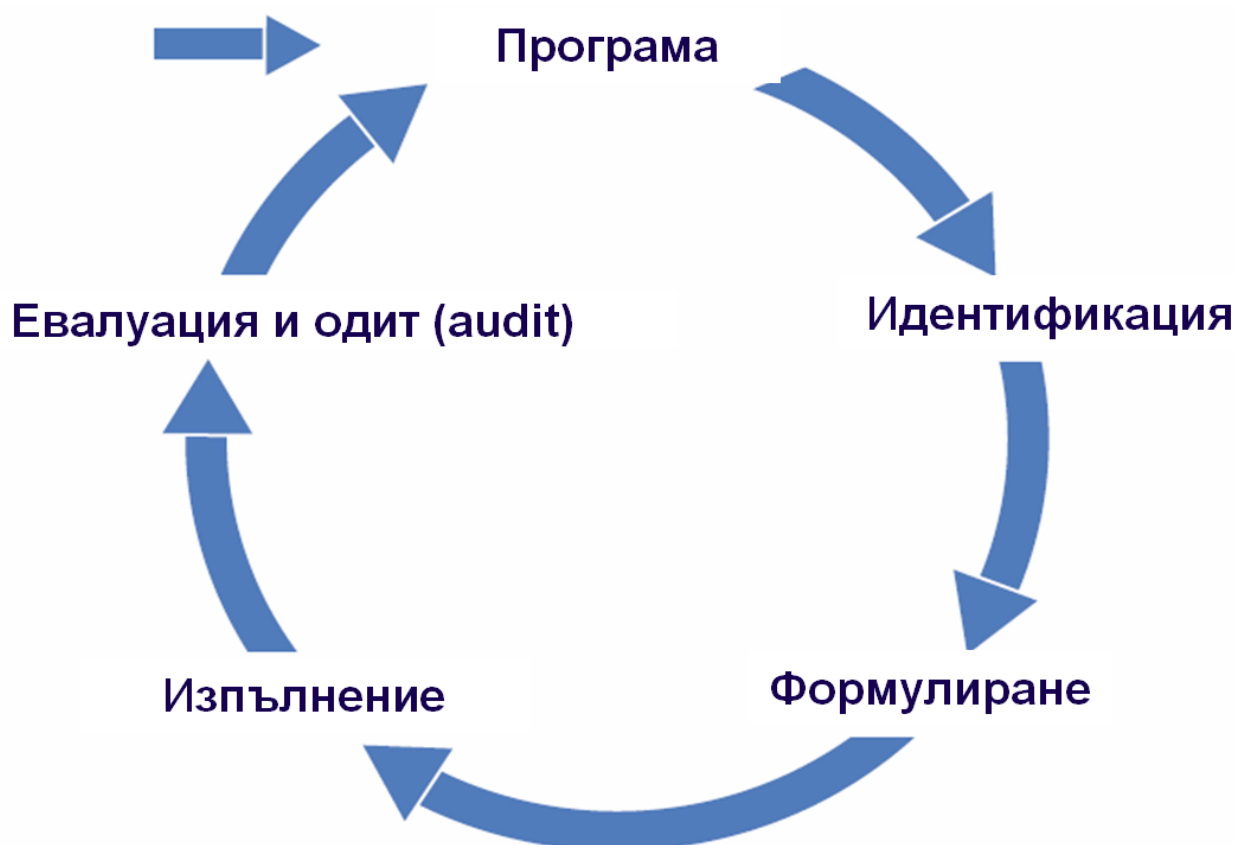 Програма
Идентификация
Формулиране
Изпълнение
Евалуация и одит (audit)